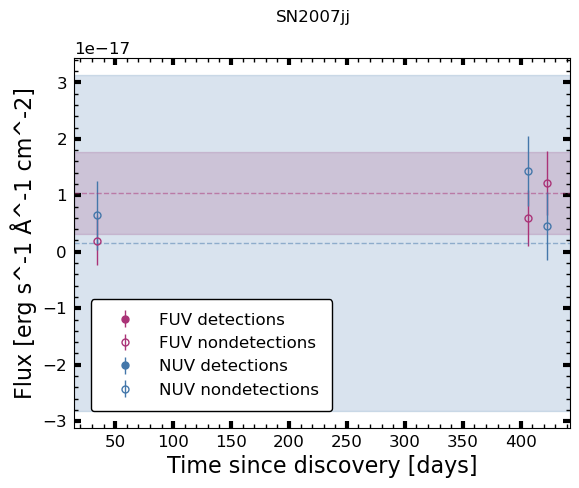 SN2007jj
1e−17
3
2
1
0
−1
−2
−3
Flux [erg s^-1 Å^-1 cm^-2]
FUV detections
FUV nondetections
NUV detections
NUV nondetections
50 100 150 200 250 300 350 400
Time since discovery [days]